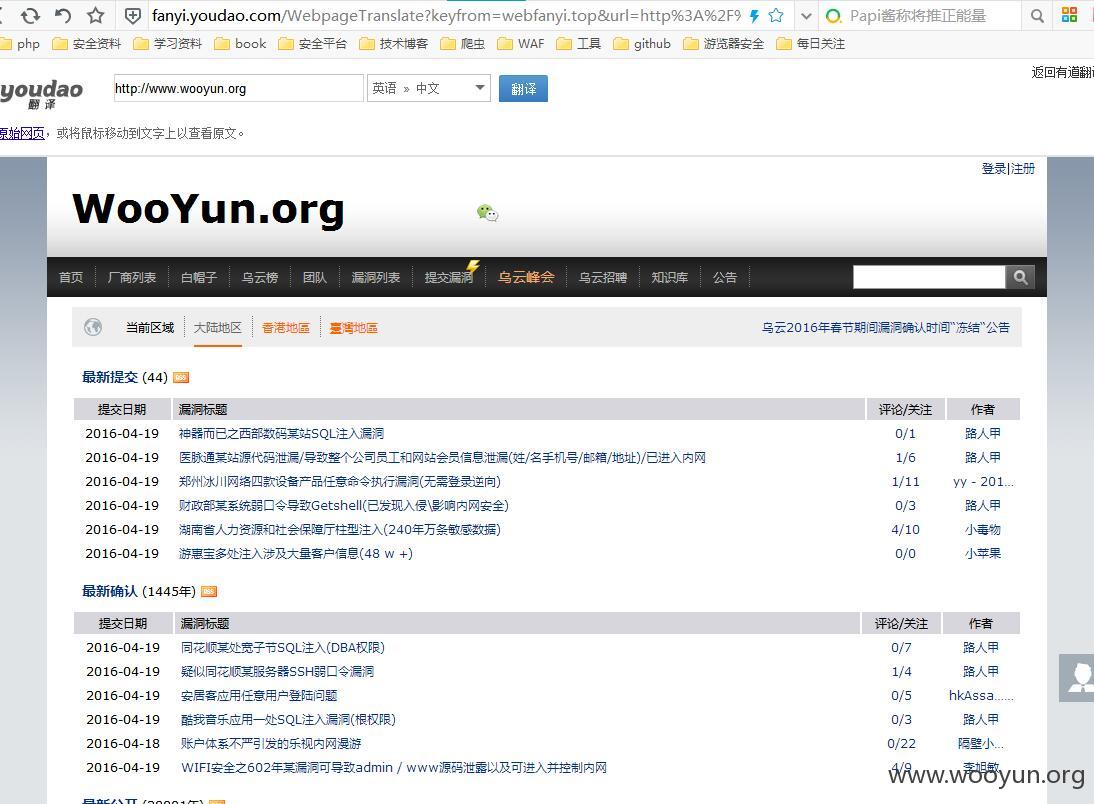 fanyi.youdao.com/WebpageTranslate?keyfrom=webfanyi.top&url=http%3A%2F%
Papi酱称将推正能量
php 安全资料 学习资料 book 安全平台 技术博客 爬虫 WAF 工具 github 游览器安全 每日关注
返回有道翻译
youdao
翻译
http://www.wooyun.org
英语 » 中文
翻译
原始网页，或将鼠标移动到文字上以查看原文。
登录|注册
WooYun.org
首页 厂商列表 白帽子 乌云榜 团队 漏洞列表 提交漏洞 乌云峰会 乌云招聘 知识库 公告
当前区域 大陆地区 香港地區 臺灣地區 乌云2016年春节期间漏洞确认时间“冻结”公告
最新提交 (44) RSS
提交日期 漏洞标题 评论/关注 作者
2016-04-19 神器而已之西部数码某站SQL注入漏洞 0/1 路人甲
2016-04-19 医脉通某站源代码泄漏/导致整个公司员工和网站会员信息泄漏(姓/名手机号/邮箱/地址)/已进入内网 1/6 路人甲
2016-04-19 郑州冰川网络四款设备产品任意命令执行漏洞(无需登录逆向) 1/11 yy - 201...
2016-04-19 财政部某系统弱口令导致Getshell(已发现入侵\影响内网安全) 0/3 路人甲
2016-04-19 湖南省人力资源和社会保障厅柱型注入(240年万条敏感数据) 4/10 小毒物
2016-04-19 游惠宝多处注入涉及大量客户信息(48 w +) 0/0 小苹果
最新确认 (1445年) RSS
提交日期 漏洞标题 评论/关注 作者
2016-04-19 同花顺某处宽子节SQL注入(DBA权限) 0/7 路人甲
2016-04-19 疑似同花顺某服务器SSH弱口令漏洞 1/4 路人甲
2016-04-19 安居客应用任意用户登陆问题 0/5 hkAssa......
2016-04-19 酷我音乐应用一处SQL注入漏洞(根权限) 0/3 路人甲
2016-04-18 账户体系不严引发的乐视内网漫游 0/22 隔壁小...
2016-04-19 WIFI安全之602年某漏洞可导致admin / www源码泄露以及可进入并控制内网 4/9 李旭敏
www.wooyun.org
最新公开